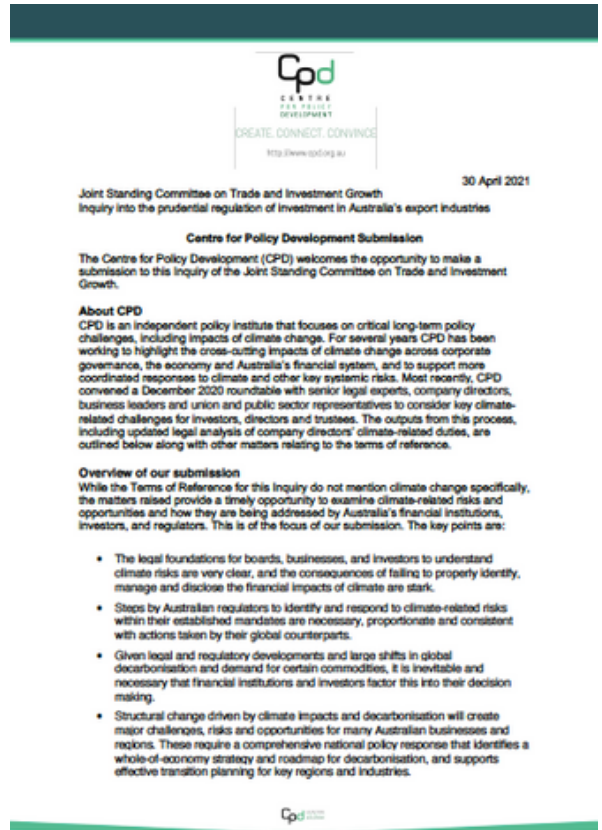 cpd
CENTRE
FOR POLICY
DEVELOPMENT
CREATE. CONNECT. CONVINCE
http://www.cpd.org.au
30 April 2021
Joint Standing Committee on Trade and Investment Growth
Inquiry into the prudential regulation of investment in Australia's export industries
Centre for Policy Development Submission
The Centre for Policy Development (CPD) welcomes the opportunity to make a
submission to this Inquiry of the Joint Standing Committee on Trade and Investment
Growth.
About CPD
CPD is an independent policy institute that focuses on critical long-term policy
challenges, including impacts of climate change. For several years CPD has been
working to highlight the cross-cutting impacts of climate change across corporate
governance, the economy and Australia's financial system, and to support more
coordinated responses to climate and other key systemic risks. Most recently, CPD
convened a December 2020 roundtable with senior legal experts, company directors,
business leaders and union and public sector representatives to consider key climate-
related challenges for investors, directors and trustees. The outputs from this process,
including updated legal analysis of company directors' climate-related duties, are
outlined below along with other matters relating to the terms of reference.
Overview of our submission
While the Terms of Reference for this Inquiry do not mention climate change specifically,
the matters raised provide a timely opportunity to examine climate-related risks and
opportunities and how they are being addressed by Australia's financial institutions,
investors, and regulators. This is of the focus of our submission. The key points are:
• The legal foundations for boards, businesses, and investors to understand
climate risks are very clear, and the consequences of failing to properly identify,
manage and disclose the financial impacts of climate are stark.
• Steps by Australian regulators to identify and respond to climate-related risks
within their established mandates are necessary, proportionate and consistent
with actions taken by their global counterparts.
• Given legal and regulatory developments and large shifts in global
decarbonisation and demand for certain commodities, it is inevitable and
necessary that financial institutions and investors factor this into their decision
making.
• Structural change driven by climate impacts and decarbonisation will create
major challenges, risks and opportunities for many Australian businesses and
regions. These require a comprehensive national policy response that identifies a
whole-of-economy strategy and roadmap for decarbonisation, and supports
effective transition planning for key regions and industries.
cpd